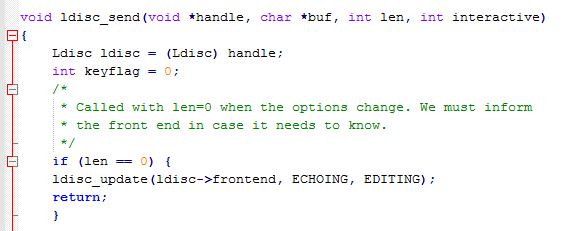 void ldisc_send(void *handle, char *buf, int len, int interactive)
{
Ldisc ldisc = (Ldisc) handle;
int keyflag = 0;
/*
* Called with len=0 when the options change. We must inform
* the front end in case it needs to know.
*/
if (len == 0) {
ldisc_update(ldisc->frontend, ECHOING, EDITING);
return;
}